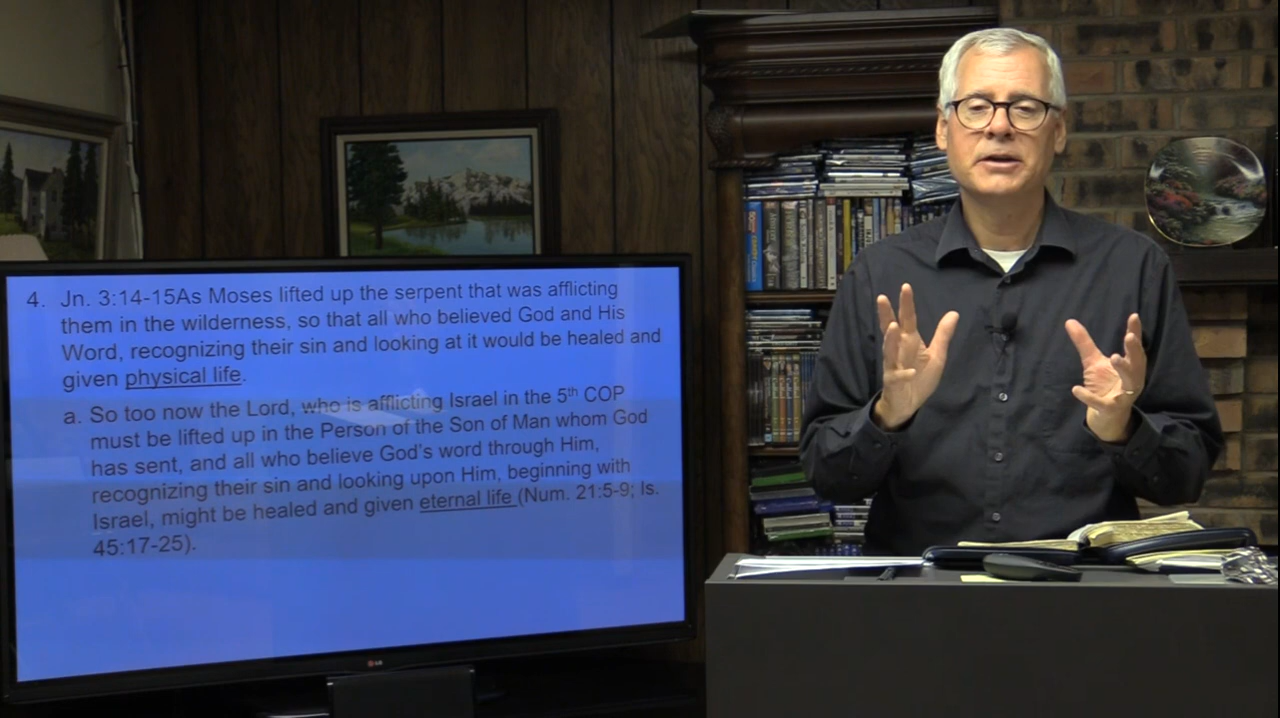 4. Jn. 3:14-15As Moses lifted up the serpent that was afflicting
them in the wilderness, so that all who believed God and His
Word, recognizing their sin and looking at it would be healed and
given physical life.
a. So too now the Lord, who is afflicting Israel in the 5th COP
must be lifted up in the Person of the Son of Man whom God
has sent, and all who believe God's word through Him,
recognizing their sin and looking upon Him, beginning with
Israel, might be healed and given eternal life (Num. 21:5-9; Is.
45:17-25).
LG